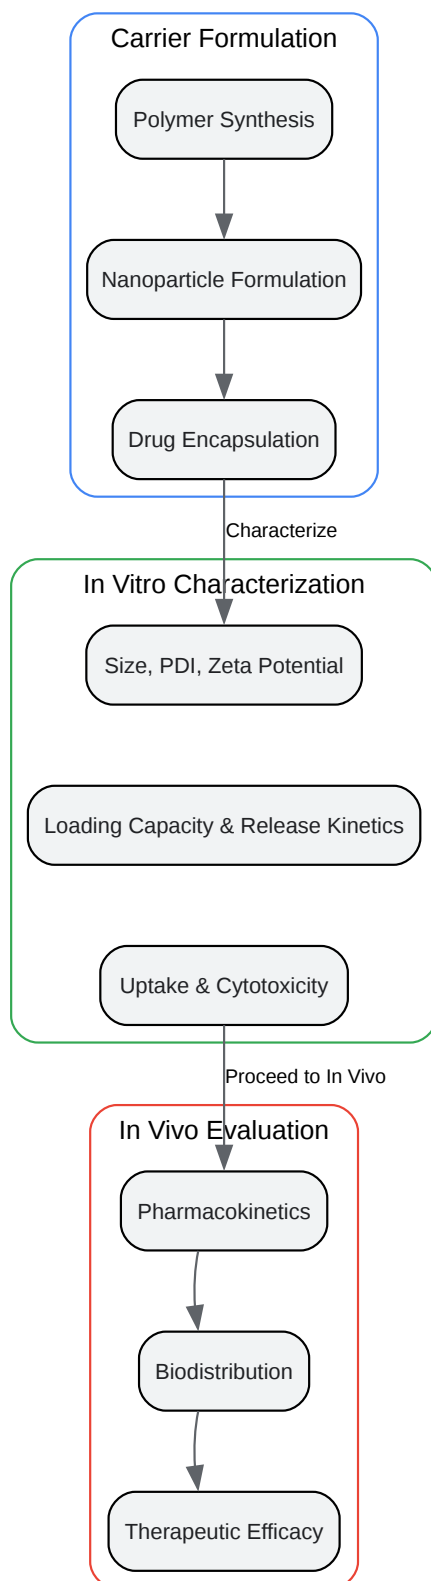 Carrier Formulation
Polymer Synthesis
Nanoparticle Formulation
Drug Encapsulation
Characterize
In Vitro Characterization
Size, PDI, Zeta Potential
Loading Capacity & Release Kinetics
Uptake & Cytotoxicity
Proceed to In Vivo
In Vivo Evaluation
Pharmacokinetics
Biodistribution
Therapeutic Efficacy